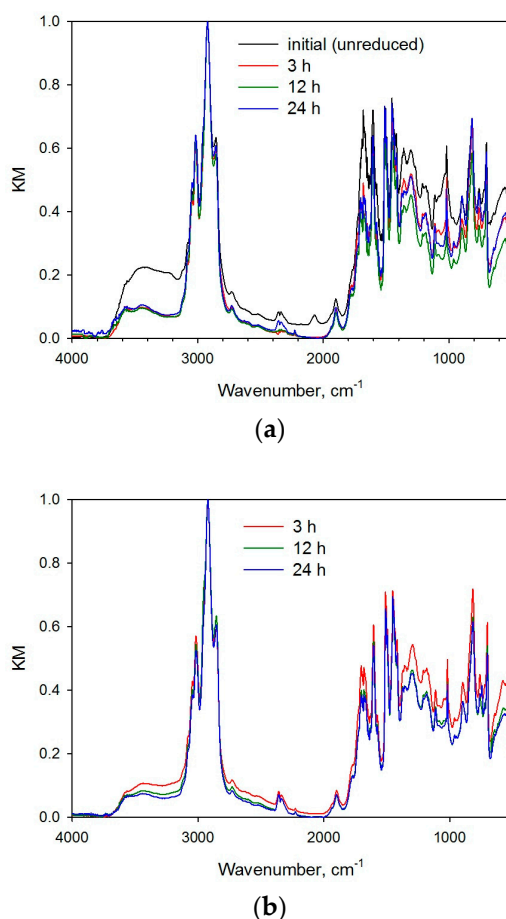 initial (unreduced)
3 h
12 h
24 h
KM
1.0
0.8
0.6
0.4
0.2
0.0
4000 3000 2000 1000
Wavenumber, cm-1
(a)
3 h
12 h
24 h
KM
1.0
0.8
0.6
0.4
0.2
0.0
4000 3000 2000 1000
Wavenumber, cm-1
(b)